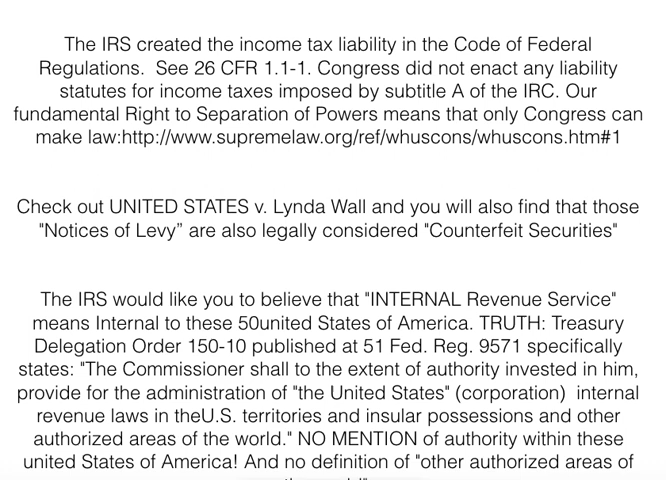 The IRS created the income tax liability in the Code of Federal
Regulations.  See 26 CFR 1.1-1. Congress did not enact any liability
statutes for income taxes imposed by subtitle A of the IRC. Our
fundamental Right to Separation of Powers means that only Congress can
make law:http://www.supremelaw.org/ref/whuscons/whuscons.htm#1
Check out UNITED STATES v. Lynda Wall and you will also find that those
"Notices of Levy” are also legally considered "Counterfeit Securities"
The IRS would like you to believe that "INTERNAL Revenue Service"
means Internal to these 50united States of America. TRUTH: Treasury
Delegation Order 150-10 published at 51 Fed. Reg. 9571 specifically
states: "The Commissioner shall to the extent of authority invested in him,
provide for the administration of "the United States" (corporation)  internal
revenue laws in theU.S. territories and insular possessions and other
authorized areas of the world." NO MENTION of authority within these
united States of America! And no definition of "other authorized areas of